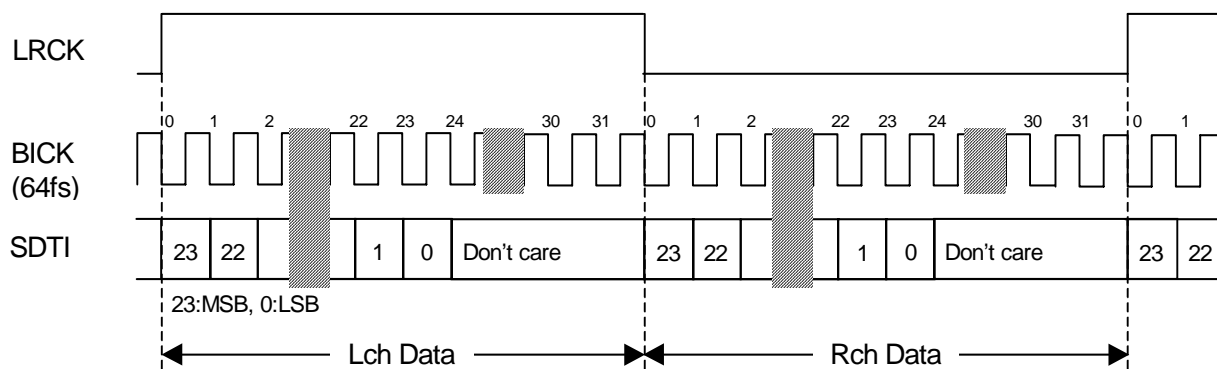 LRCK
0 1 2 22 23 24 30 31 0 1 2 22 23 24 30 31 0 1
BICK
(64fs)
SDTI 23 22 1 0 Don't care 23 22 1 0 Don't care 23 22
23:MSB, 0:LSB
Lch Data Rch Data